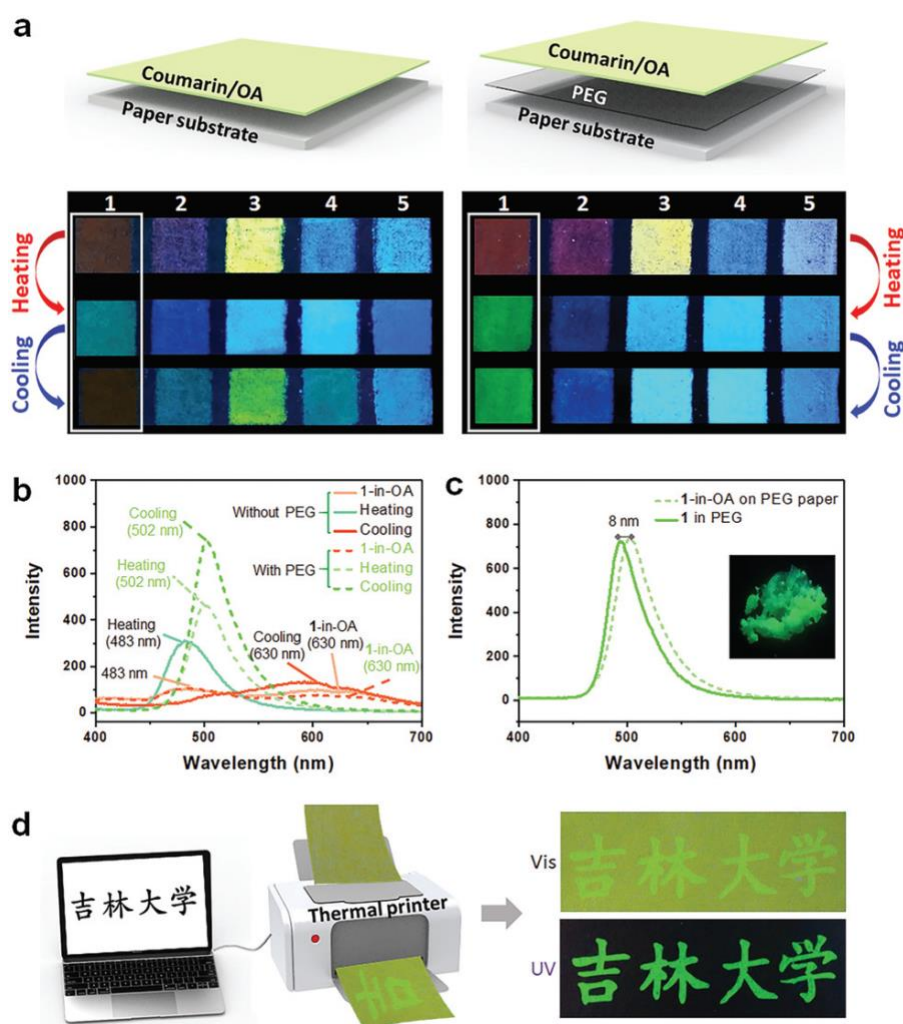 a
Coumarin/OA
Paper substrate
Coumarin/OA
PEG
Paper substrate
1 2 3 4 5
1 2 3 4 5
Heating
Cooling
Heating
Cooling
b
1000
800
600
400
200
0
400 500 600 700
Intensity
Wavelength (nm)
Without PEG
1-in-OA
Heating
Cooling
With PEG
1-in-OA
Heating
Cooling
Cooling
(502 nm)
Heating
(502 nm)
Heating
(483 nm)
483 nm
Cooling
(630 nm)
1-in-OA
(630 nm)
1-in-OA
(630 nm)
c
1000
800
600
400
200
0
400 500 600 700
Intensity
Wavelength (nm)
1-in-OA on PEG paper
1 in PEG
8 nm
d
吉林大学
Thermal printer
吉
Vis
吉林大学
UV
吉林大学